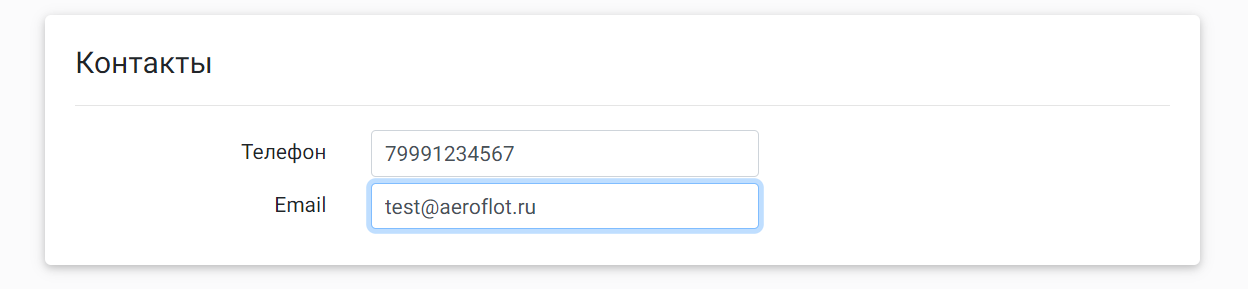 Контакты
Телефон 79991234567
Email test@aeroflot.ru